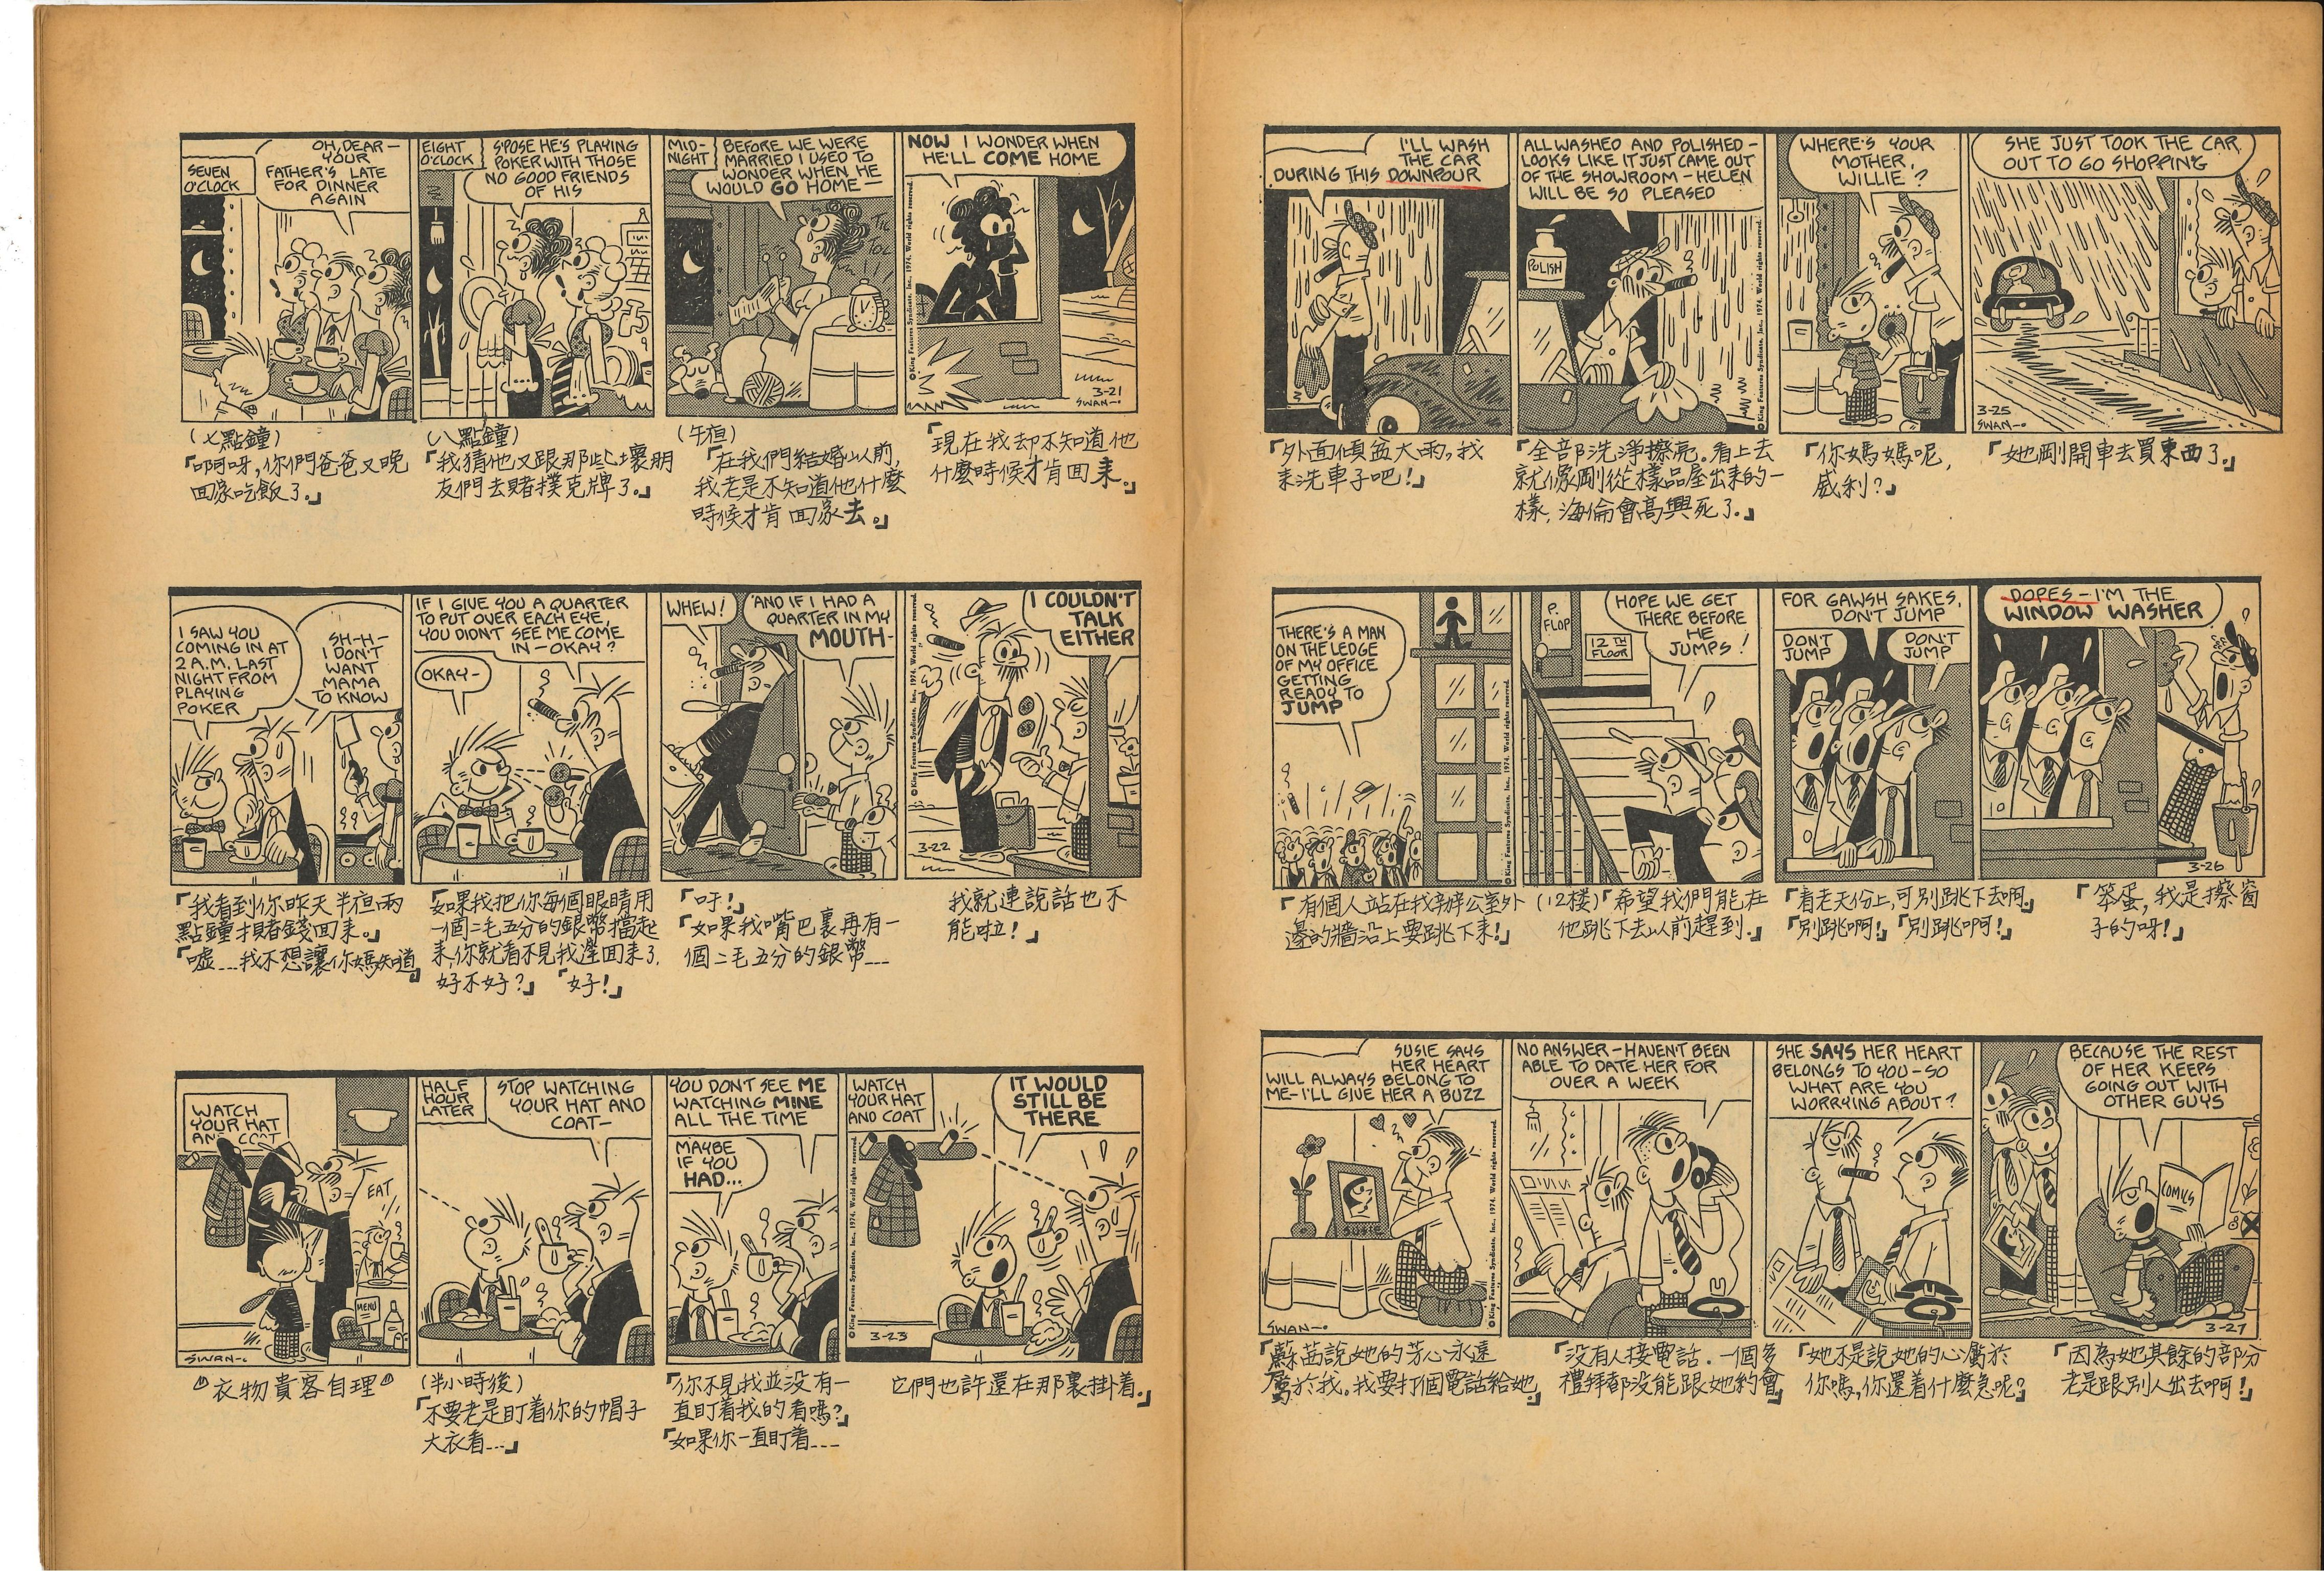 SEVEN
O'CLOCK
OH, DEAR—
YOUR
FATHER'S LATE
FOR DINNER
AGAIN
EIGHT
O'CLOCK
S'POSE HE'S PLAYING
POKER WITH THOSE
NO GOOD FRIENDS
OF HIS
MID-
NIGHT
BEFORE WE WERE
MARRIED I USED TO
WONDER WHEN HE
WOULD GO HOME—
TIC
TOC
NOW I WONDER WHEN
HE'LL COME HOME
© King Features Syndicate, Inc., 1974. World rights reserved.
3-21
SWAN—
(七點鐘)
「啊呀,你們爸爸又晚
回家吃飯了。」
(八點鐘)
「我猜他又跟那些壞朋
友們去賭撲克牌了。」
(午夜)
「在我們結婚以前,
我老是不知道他什麼
時候才肯回家去。」
「現在我却不知道他
什麼時候才肯回来。」
I SAW YOU
COMING IN AT
2 A.M. LAST
NIGHT FROM
PLAYING
POKER
SH-H—
I DON'T
WANT
MAMA
TO KNOW
IF I GIVE YOU A QUARTER
TO PUT OVER EACH EYE,
YOU DIDN'T SEE ME COME
IN—OKAY?
OKAY—
WHEW!
'AND IF I HAD A
QUARTER IN MY
MOUTH—
I COULDN'T
TALK
EITHER
© King Features Syndicate, Inc., 1974. World rights reserved.
3-22
「我看到你昨天半夜兩
點鐘才賭錢回来。」
「噓...我不想讓你媽知道」
「如果我把你每個眼睛用
一個二毛五分的銀幣擋起
来,你就看不見我進回来了,
好不好?」 「好!」
「吁!」
「如果我嘴巴裏再有一
個二毛五分的銀幣...
我就連說話也不
能啦!」
WATCH
YOUR HAT
AND COAT
EAT
MENU
SWAN—
HALF
HOUR
LATER
STOP WATCHING
YOUR HAT AND
COAT—
YOU DON'T SEE ME
WATCHING MINE
ALL THE TIME
MAYBE
IF YOU
HAD...
WATCH
YOUR HAT
AND COAT
IT WOULD
STILL BE
THERE
© King Features Syndicate, Inc., 1974. World rights reserved.
3-23
"衣物貴客自理"
(半小時後)
「不要老是盯着你的帽子
大衣看...」
「你不見我並没有一
直盯着我的看嗎?」
「如果你一直盯着...
它們也許還在那裏掛着。」
I'LL WASH
THE CAR
DURING THIS DOWNPOUR
ALL WASHED AND POLISHED—
LOOKS LIKE IT JUST CAME OUT
OF THE SHOWROOM—HELEN
WILL BE SO PLEASED
POLISH
© King Features Syndicate, Inc., 1974. World rights reserved.
WHERE'S YOUR
MOTHER,
WILLIE?
SHE JUST TOOK THE CAR
OUT TO GO SHOPPING
3-25
SWAN—
「外面傾盆大雨,我
来洗車子吧!」
「全部洗淨擦亮。看上去
就像剛從樣品屋出来的一
樣,海倫會高興死了。」
「你媽媽呢,
威利?」
「她剛開車去買東西了。」
THERE'S A MAN
ON THE LEDGE
OF MY OFFICE
GETTING
READY TO
JUMP
© King Features Syndicate, Inc., 1974. World rights reserved.
P.
FLOP
12TH
FLOOR
HOPE WE GET
THERE BEFORE
HE
JUMPS!
FOR GAWSH SAKES,
DON'T JUMP
DON'T
JUMP
DON'T
JUMP
DOPES—I'M THE
WINDOW WASHER
3-26
「有個人站在我辦公室外
邊的牆沿上要跳下来!」
(12楼)「希望我們能在
他跳下去以前趕到。」
「看老天份上,可別跳下去啊。」
「別跳啊!」「別跳啊!」
「笨蛋,我是擦窗
子的呀!」
SUSIE SAYS
HER HEART
WILL ALWAYS BELONG TO
ME—I'LL GIVE HER A BUZZ
SUSIE
© King Features Syndicate, Inc., 1974. World rights reserved.
SWAN—
NO ANSWER—HAVEN'T BEEN
ABLE TO DATE HER FOR
OVER A WEEK
SHE SAYS HER HEART
BELONGS TO YOU—SO
WHAT ARE YOU
WORRYING ABOUT?
BECAUSE THE REST
OF HER KEEPS
GOING OUT WITH
OTHER GUYS
COMICS
3-27
「蘇茜說她的芳心永遠
屬於我。我要打個電話給她」
「没有人接電話.一個多
禮拜都没能跟她約會」
「她不是說她的心屬於
你嗎,你還着什麼急呢?」
「因為她其餘的部分
老是跟別人出去啊!」